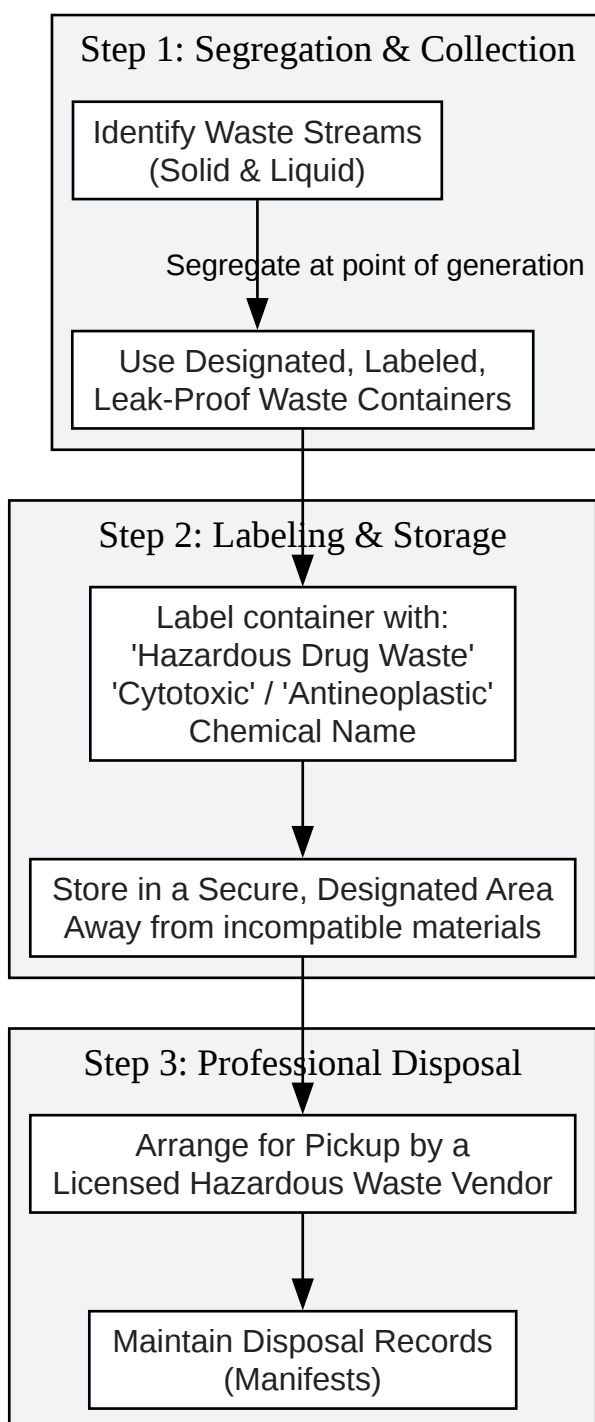 Step 1: Segregation & Collection
Identify Waste Streams
(Solid & Liquid)
Segregate at point of generation
Use Designated, Labeled,
Leak-Proof Waste Containers
Step 2: Labeling & Storage
Label container with:
'Hazardous Drug Waste'
'Cytotoxic' / 'Antineoplastic'
Chemical Name
Store in a Secure, Designated Area
Away from incompatible materials
Step 3: Professional Disposal
Arrange for Pickup by a
Licensed Hazardous Waste Vendor
Maintain Disposal Records
(Manifests)